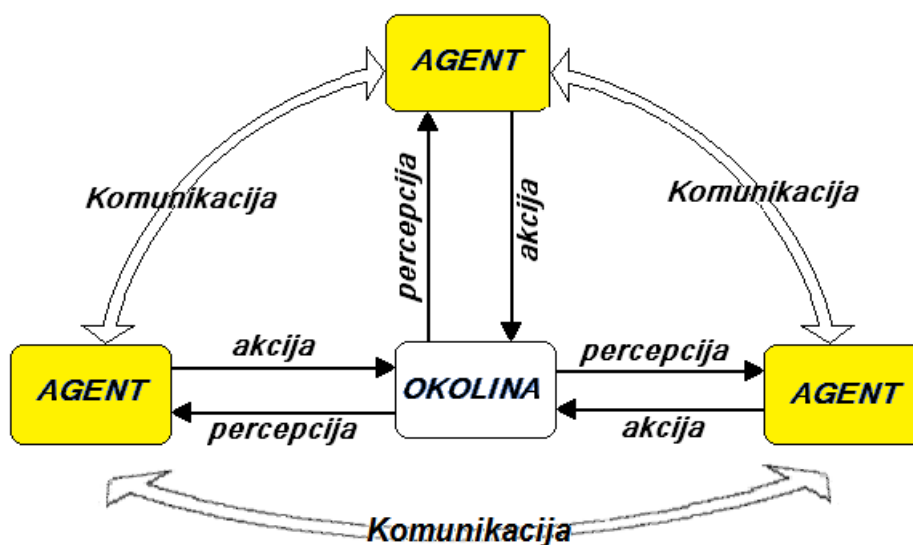 AGENT
Komunikacija
percepcija
akcija
Komunikacija
akcija
percepcija
AGENT
OKOLINA
AGENT
percepcija
akcija
Komunikacija